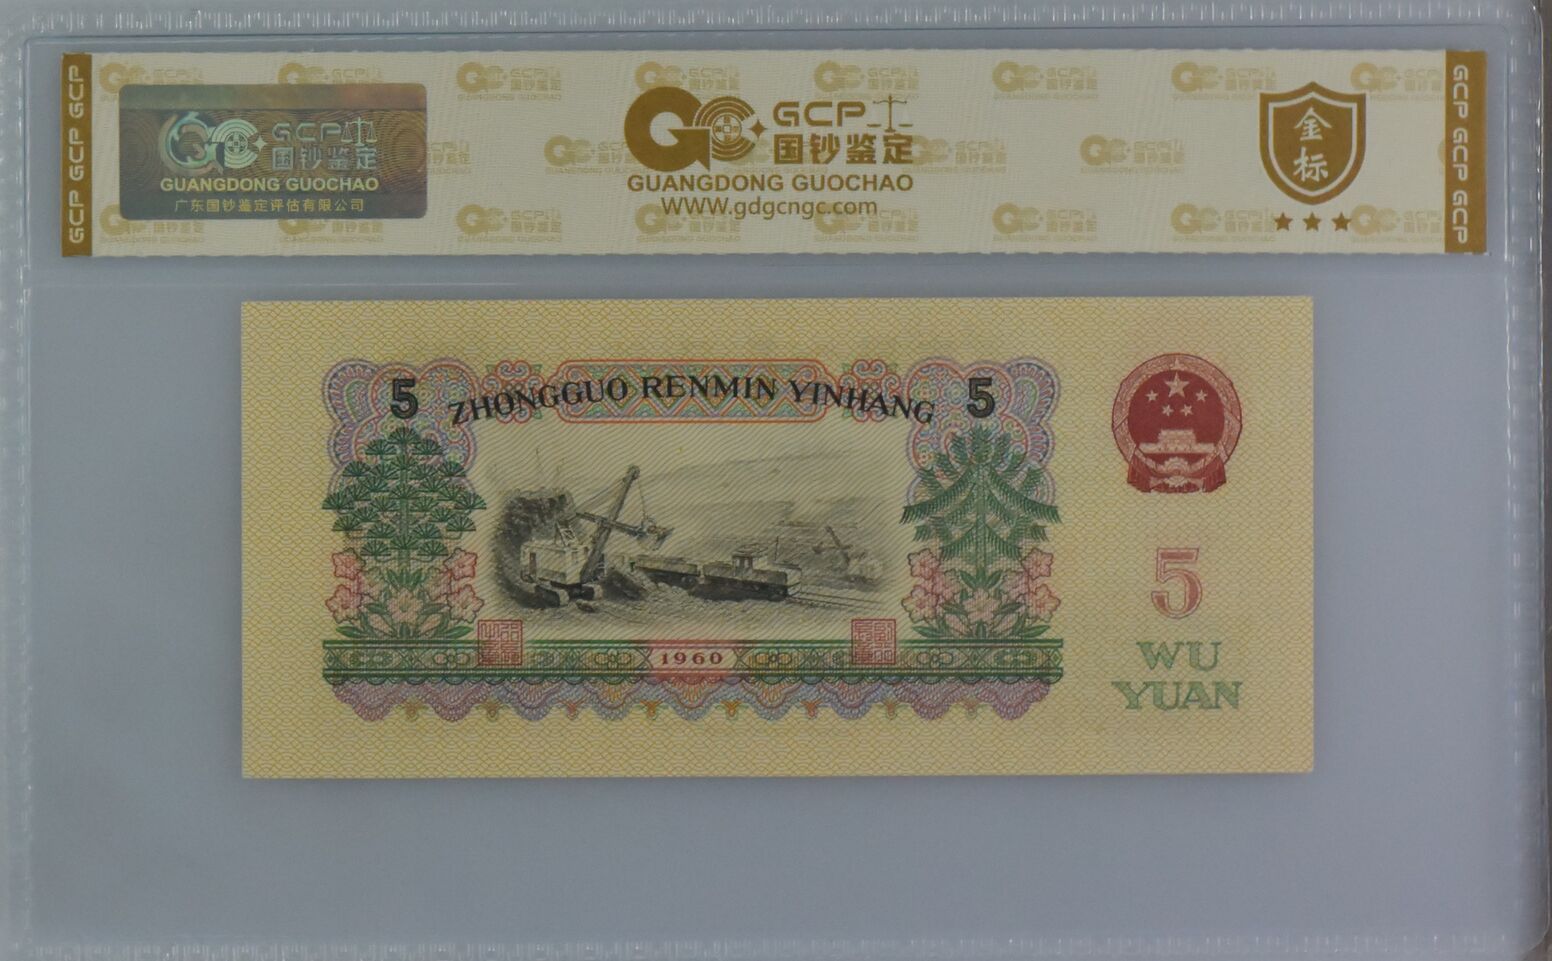 GCP GCP GCP
GCP
国钞鉴定
GUANGDONG GUOCHAO
广东国钞鉴定评估有限公司
GCP
国钞鉴定
GUANGDONG GUOCHAO
WWW.gdgcngc.com
金
标
GCP GCP GCP
5 ZHONGGUO RENMIN YINHANG 5
1960
5
WU
YUAN